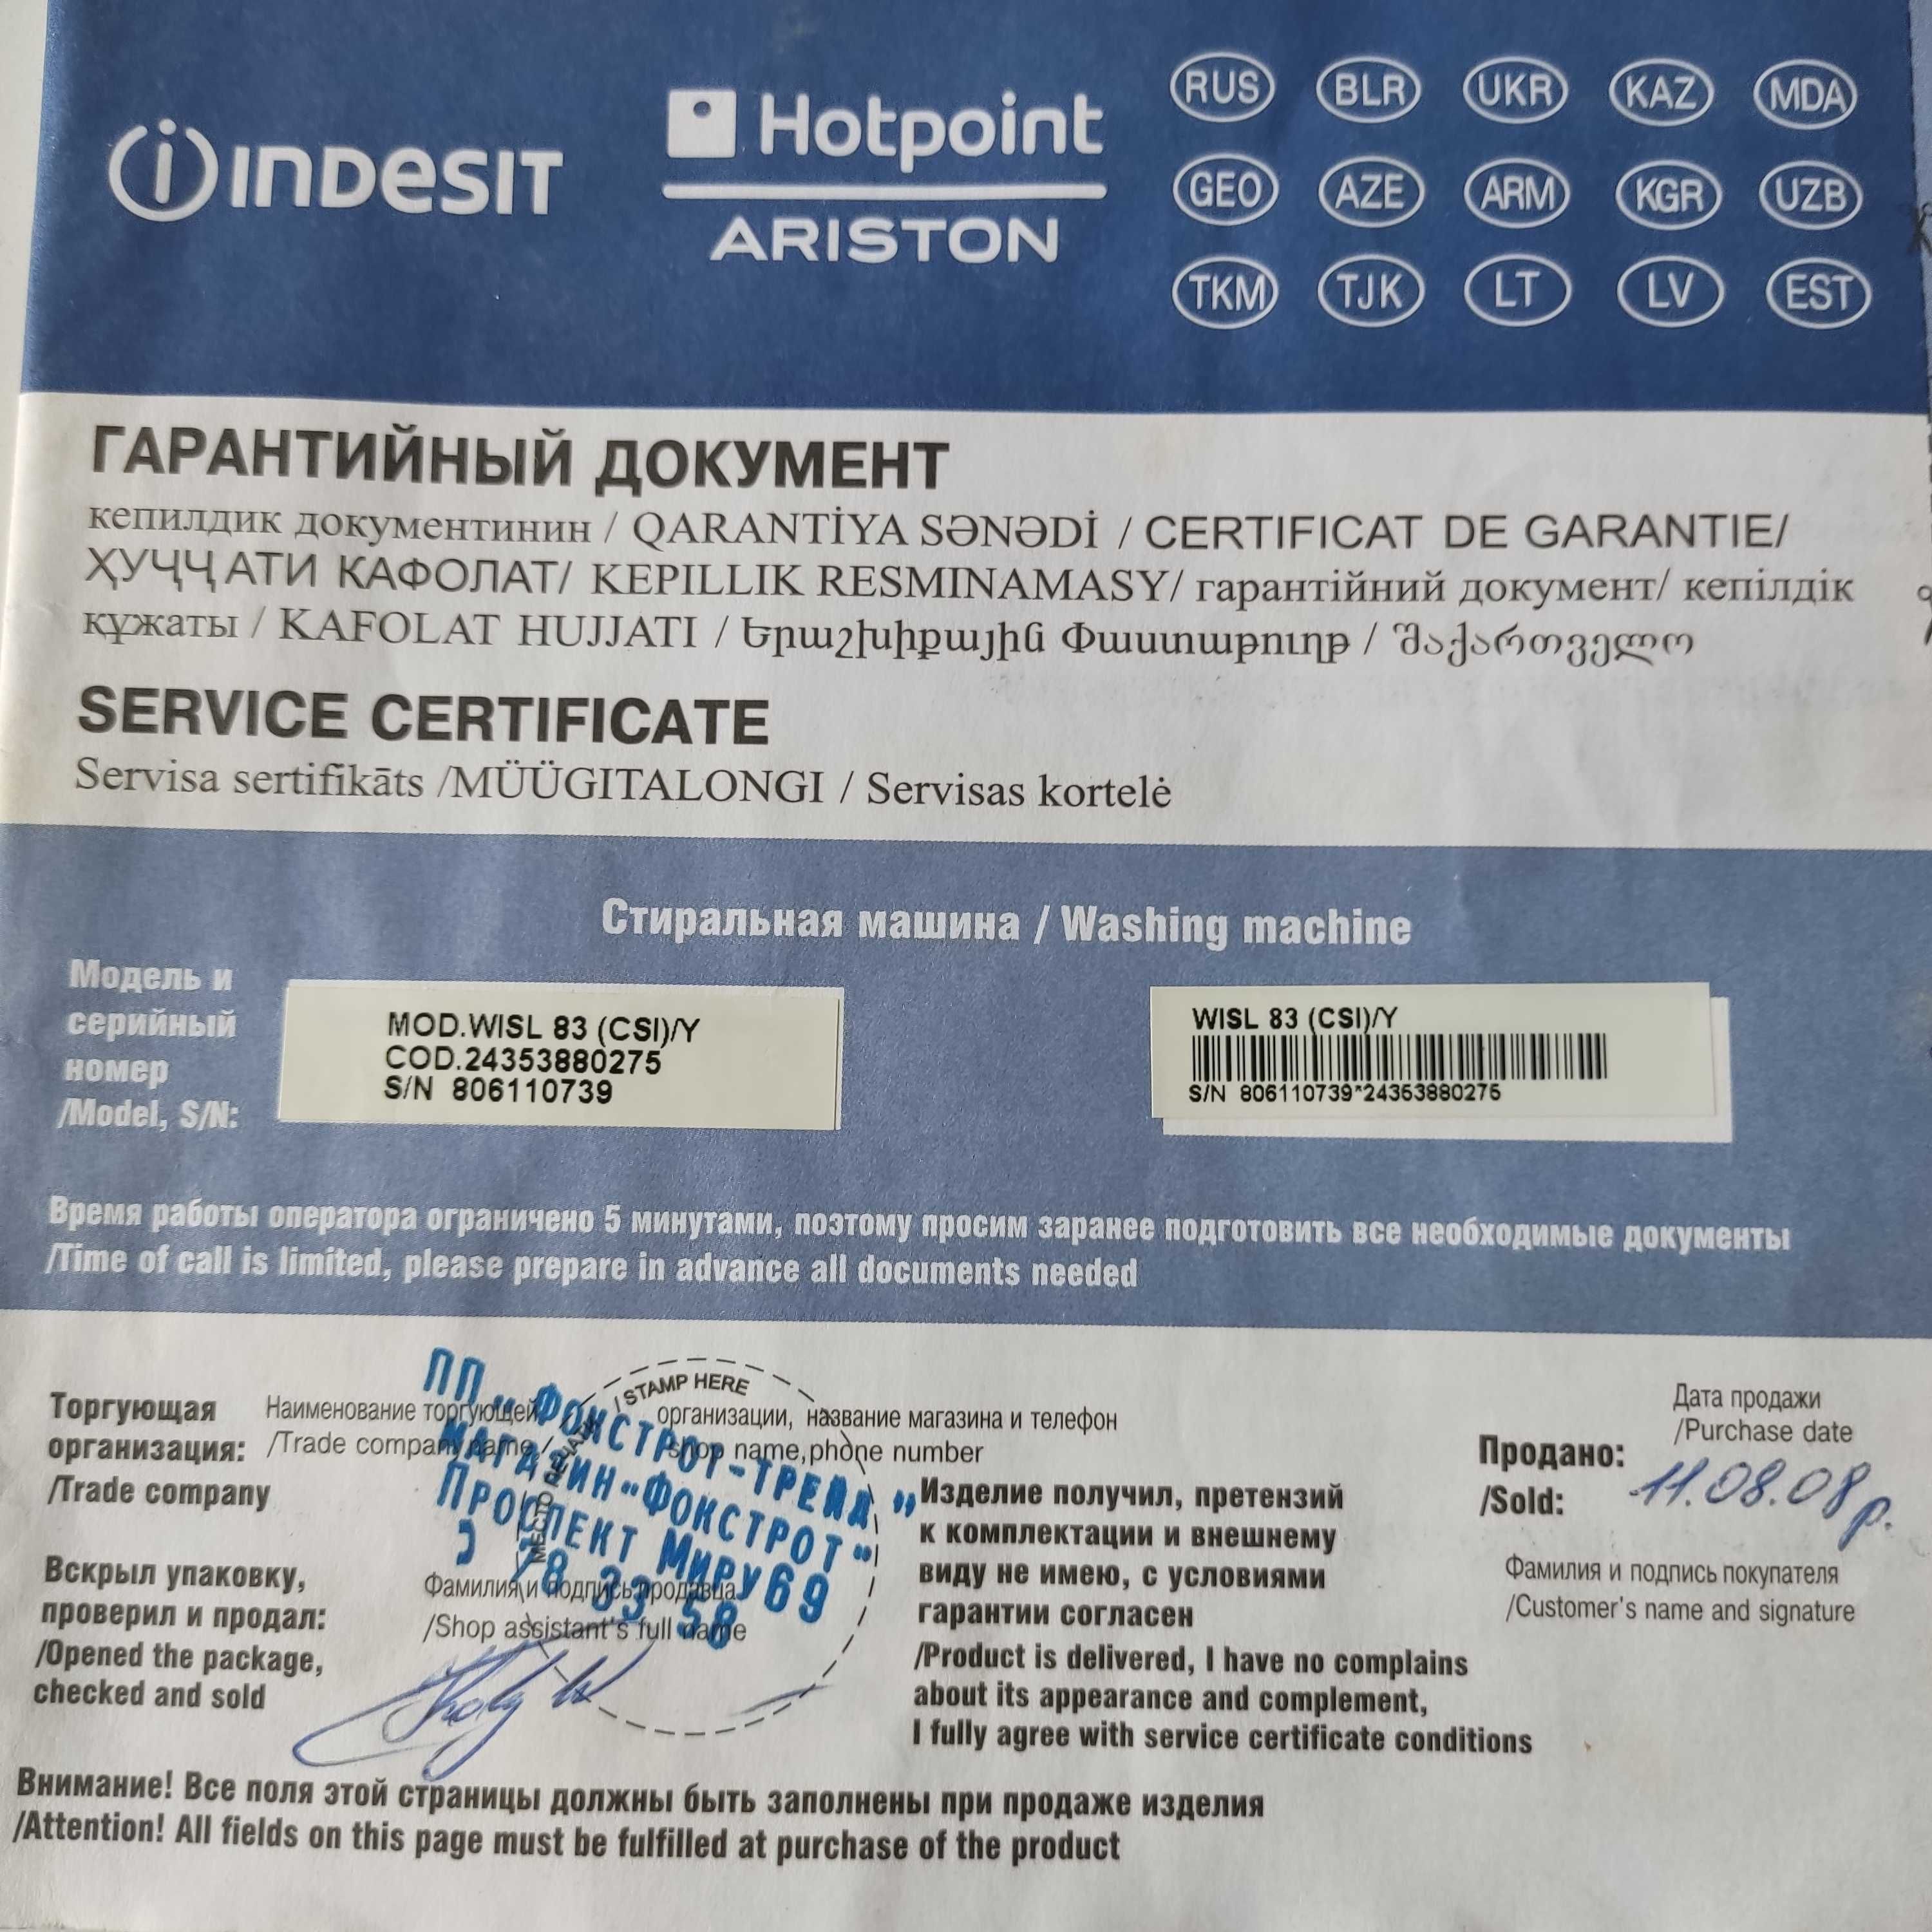 INDESIT
Hotpoint
ARISTON
RUS BLR UKR KAZ MDA
GEO AZE ARM KGR UZB
TKM TJK LT LV EST
ГАРАНТИЙНЫЙ ДОКУМЕНТ
кепилдик документинин / QARANTİYA SƏNƏDİ / CERTIFICAT DE GARANTIE/
ҲУҶҶАТИ КАФОЛАТ/ KEPILLIK RESMINAMASY/ гарантійний документ/ кепілдік
құжаты / KAFOLAT HUJJATI / Երաշխիքային Փաստաթուղթ / შაქართველო
SERVICE CERTIFICATE
Servisa sertifikāts /MÜÜGITALONGI / Servisas kortelė
Стиральная машина / Washing machine
Модель и
серийный
номер
/Model, S/N:
MOD.WISL 83 (CSI)/Y
COD.24353880275
S/N 806110739
WISL 83 (CSI)/Y
S/N 806110739*24353880275
Время работы оператора ограничено 5 минутами, поэтому просим заранее подготовить все необходимые документы
/Time of call is limited, please prepare in advance all documents needed
Торгующая
организация:
/Trade company
Наименование торгующей организации, название магазина и телефон
/Trade company name / shop name,phone number
МЕСТО ПЕЧАТИ / STAMP HERE
ПП „ФОКСТРОТ-ТРЕЙД"
МАГАЗИН "ФОКСТРОТ"
ПРОСПЕКТ МИРУ 69
78 33 58
Дата продажи
/Purchase date
Продано:
/Sold:
11.08.08р.
Вскрыл упаковку,
проверил и продал:
/Opened the package,
checked and sold
Фамилия и подпись продавца
/Shop assistant's full name
Изделие получил, претензий
к комплектации и внешнему
виду не имею, с условиями
гарантии согласен
/Product is delivered, I have no complains
about its appearance and complement,
I fully agree with service certificate conditions
Фамилия и подпись покупателя
/Customer's name and signature
Внимание! Все поля этой страницы должны быть заполнены при продаже изделия
/Attention! All fields on this page must be fulfilled at purchase of the product